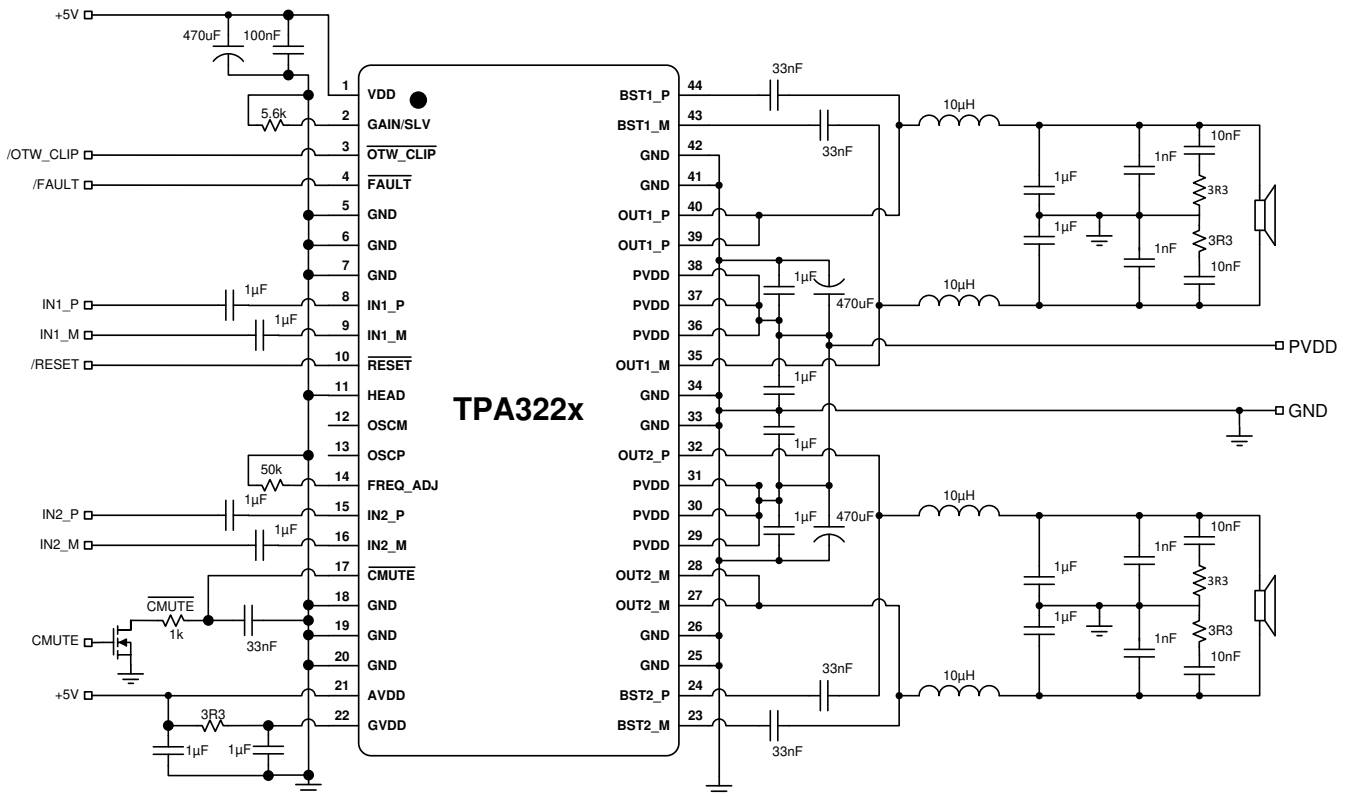 +5V
470uF
100nF
1
VDD
5.6k
2
GAIN/SLV
/OTW_CLIP
3
OTW_CLIP
/FAULT
4
FAULT
5
GND
6
GND
7
GND
1µF
IN1_P
8
IN1_P
1µF
IN1_M
9
IN1_M
/RESET
10
RESET
11
HEAD
12
OSCM
13
OSCP
50k
14
FREQ_ADJ
1µF
IN2_P
15
IN2_P
1µF
IN2_M
16
IN2_M
17
CMUTE
18
GND
CMUTE
1k
33nF
CMUTE
19
GND
20
GND
+5V
21
AVDD
3R3
22
GVDD
1µF
1µF
TPA322x
44
BST1_P
33nF
43
BST1_M
33nF
42
GND
41
GND
40
OUT1_P
39
OUT1_P
38
PVDD
37
PVDD
36
PVDD
35
OUT1_M
34
GND
33
GND
32
OUT2_P
31
PVDD
30
PVDD
29
PVDD
28
OUT2_M
27
OUT2_M
26
GND
25
GND
24
BST2_P
33nF
23
BST2_M
33nF
1µF
470uF
1µF
1µF
1µF
470uF
10µH
10µH
1µF
1µF
1nF
1nF
10nF
3R3
3R3
10nF
PVDD
GND
10µH
10µH
1µF
1µF
1nF
1nF
10nF
3R3
3R3
10nF